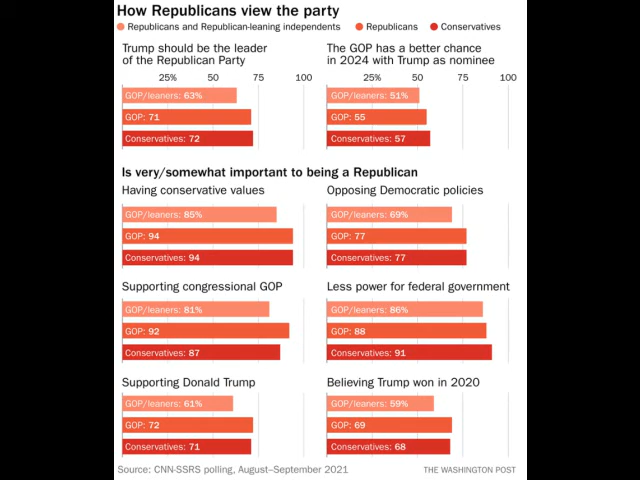 How Republicans view the party
Republicans and Republican-leaning independents Republicans Conservatives
Trump should be the leader
of the Republican Party
25% 50 75 100
GOP/leaners: 63%
GOP: 71
Conservatives: 72
The GOP has a better chance
in 2024 with Trump as nominee
25% 50 75 100
GOP/leaners: 51%
GOP: 55
Conservatives: 57
Is very/somewhat important to being a Republican
Having conservative values
GOP/leaners: 85%
GOP: 94
Conservatives: 94
Opposing Democratic policies
GOP/leaners: 69%
GOP: 77
Conservatives: 77
Supporting congressional GOP
GOP/leaners: 81%
GOP: 92
Conservatives: 87
Less power for federal government
GOP/leaners: 86%
GOP: 88
Conservatives: 91
Supporting Donald Trump
GOP/leaners: 61%
GOP: 72
Conservatives: 71
Believing Trump won in 2020
GOP/leaners: 59%
GOP: 69
Conservatives: 68
Source: CNN-SSRS polling, August–September 2021
THE WASHINGTON POST